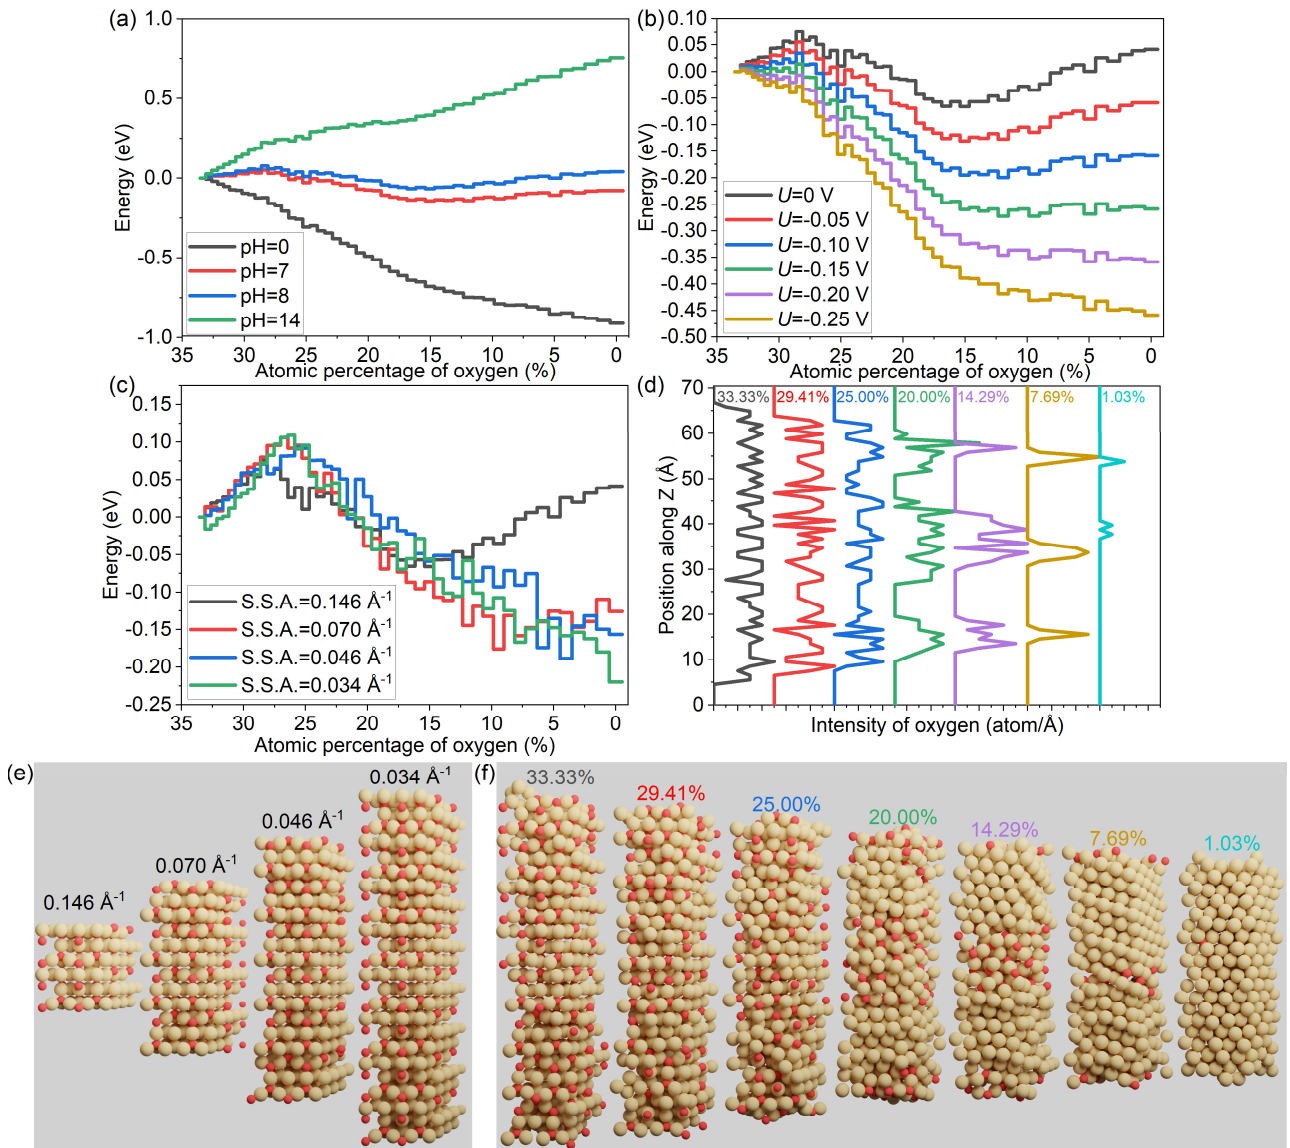 (a)
1.0
0.5
0.0
-0.5
-1.0
Energy (eV)
pH=0
pH=7
pH=8
pH=14
35 30 25 20 15 10 5 0
Atomic percentage of oxygen (%)
(b)
0.10
0.05
0.00
-0.05
-0.10
-0.15
-0.20
-0.25
-0.30
-0.35
-0.40
-0.45
-0.50
Energy (eV)
U=0 V
U=-0.05 V
U=-0.10 V
U=-0.15 V
U=-0.20 V
U=-0.25 V
35 30 25 20 15 10 5 0
Atomic percentage of oxygen (%)
(c)
0.15
0.10
0.05
0.00
-0.05
-0.10
-0.15
-0.20
-0.25
Energy (eV)
S.S.A.=0.146 Å⁻¹
S.S.A.=0.070 Å⁻¹
S.S.A.=0.046 Å⁻¹
S.S.A.=0.034 Å⁻¹
35 30 25 20 15 10 5 0
Atomic percentage of oxygen (%)
(d)
70
60
50
40
30
20
10
0
Position along Z (Å)
33.33% 29.41% 25.00% 20.00% 14.29% 7.69% 1.03%
Intensity of oxygen (atom/Å)
(e)
0.146 Å⁻¹
0.070 Å⁻¹
0.046 Å⁻¹
0.034 Å⁻¹
(f)
33.33%
29.41%
25.00%
20.00%
14.29%
7.69%
1.03%